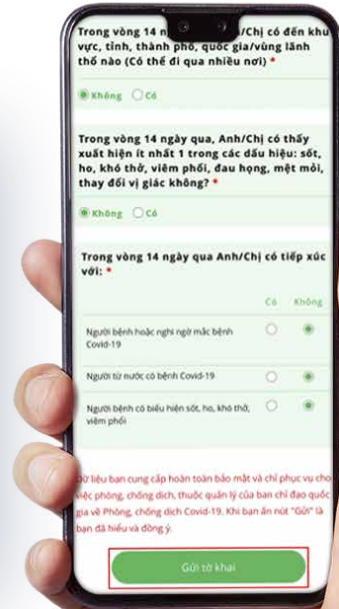 Trong vòng 14 n /Chị có đến khu
vực, tỉnh, thành phố, quốc gia/vùng lãnh
thổ nào (Có thể đi qua nhiều nơi) *
Không Có
Trong vòng 14 ngày qua, Anh/Chị có thấy
xuất hiện ít nhất 1 trong các dấu hiệu: sốt,
ho, khó thở, viêm phổi, đau họng, mệt mỏi,
thay đổi vị giác không? *
Không Có
Trong vòng 14 ngày qua Anh/Chị có tiếp xúc
với: *
Có Không
Người bệnh hoặc nghi ngờ mắc bệnh
Covid-19
Người từ nước có bệnh Covid-19
Người bệnh có biểu hiện sốt, ho, khó thở,
viêm phổi
Dữ liệu bạn cung cấp hoàn toàn bảo mật và chỉ phục vụ cho
việc phòng, chống dịch, thuộc quản lý của ban chỉ đạo quốc
gia về Phòng, chống dịch Covid-19. Khi bạn ấn nút "Gửi" là
bạn đã hiểu và đồng ý.
Gửi tờ khai